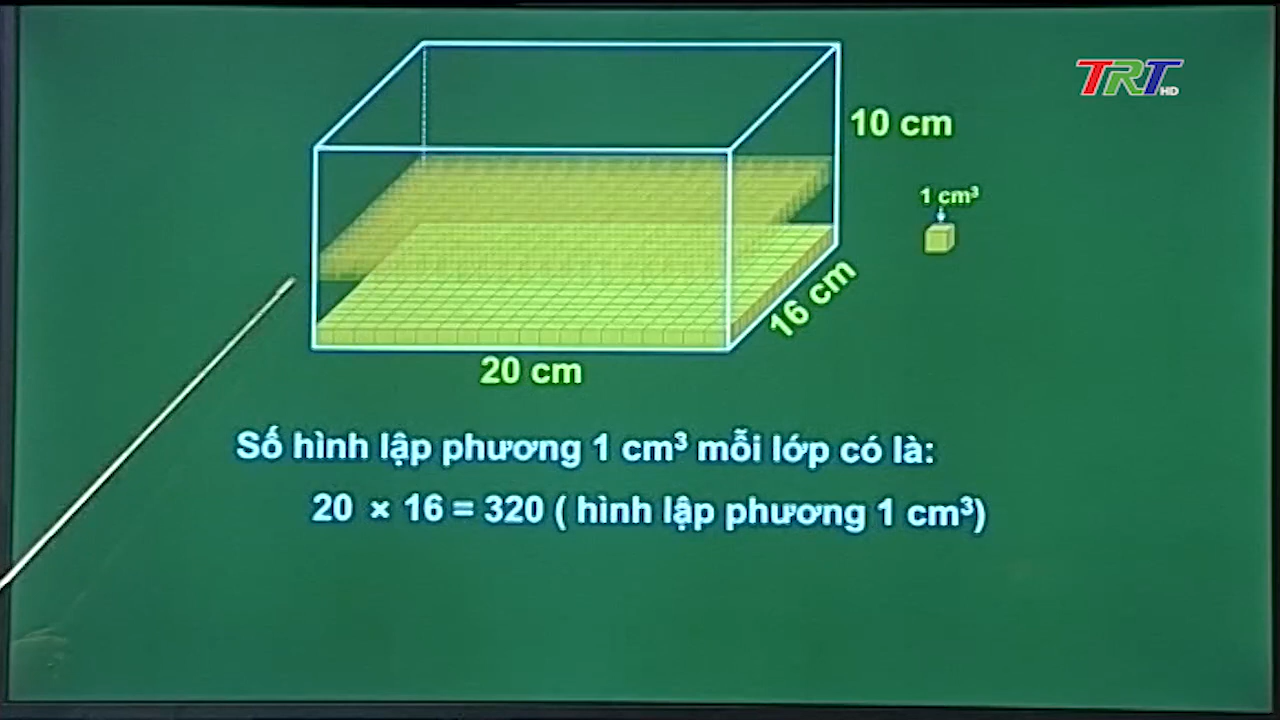 TRT HD
10 cm
1 cm³
16 cm
20 cm
Số hình lập phương 1 cm³ mỗi lớp có là:
20 × 16 = 320 ( hình lập phương 1 cm³)